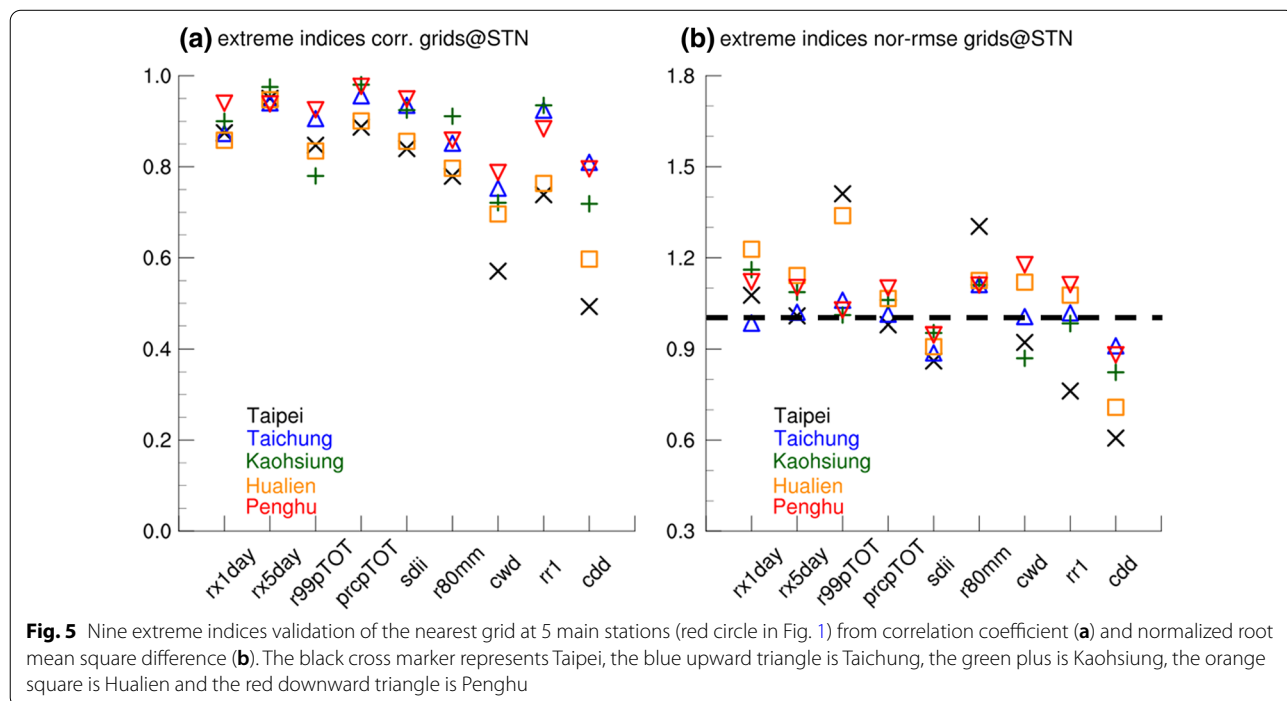 (a) extreme indices corr. grids@STN
1.0
0.8
0.6
0.4
0.2
0.0
Taipei
Taichung
Kaohsiung
Hualien
Penghu
rx1day
rx5day
r99pTOT
prcpTOT
sdii
r80mm
cwd
rr1
cdd
(b) extreme indices nor-rmse grids@STN
1.8
1.5
1.2
0.9
0.6
0.3
Taipei
Taichung
Kaohsiung
Hualien
Penghu
rx1day
rx5day
r99pTOT
prcpTOT
sdii
r80mm
cwd
rr1
cdd
Fig. 5 Nine extreme indices validation of the nearest grid at 5 main stations (red circle in Fig. 1) from correlation coefficient (a) and normalized root
mean square difference (b). The black cross marker represents Taipei, the blue upward triangle is Taichung, the green plus is Kaohsiung, the orange
square is Hualien and the red downward triangle is Penghu